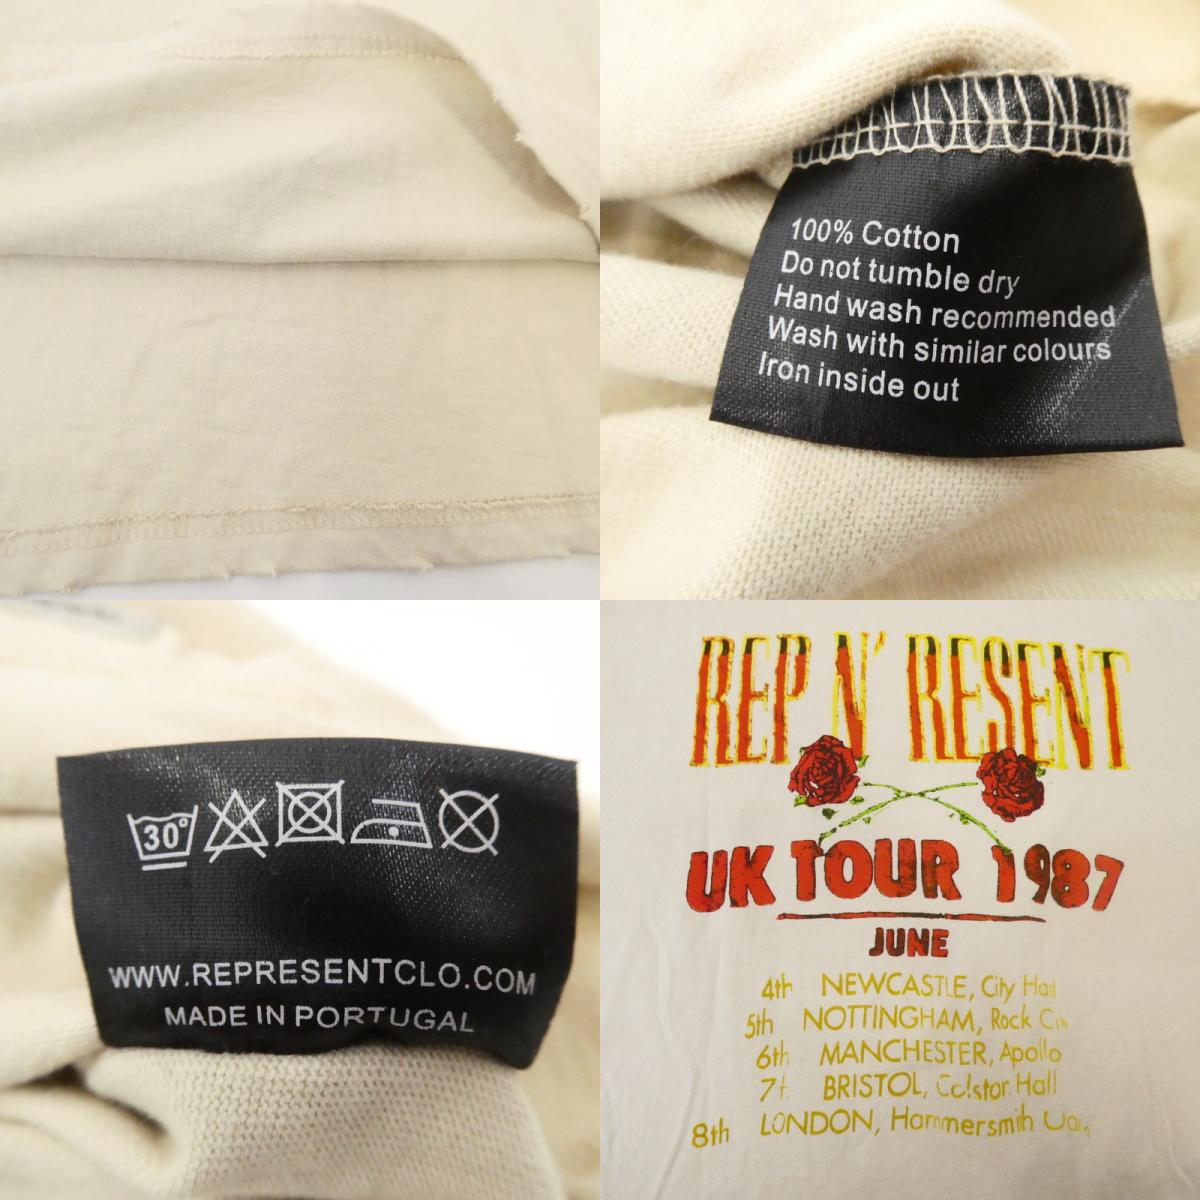 100% Cotton
Do not tumble dry
Hand wash recommended
Wash with similar colours
Iron inside out
30°
WWW.REPRESENTCLO.COM
MADE IN PORTUGAL
REP N' RESENT
UK TOUR 1987
JUNE
4th NEWCASTLE, City Hall
5th NOTTINGHAM, Rock
6th MANCHESTER, Apollo
BRISTOL, Colston Hall
8th LONDON, Hammersmith